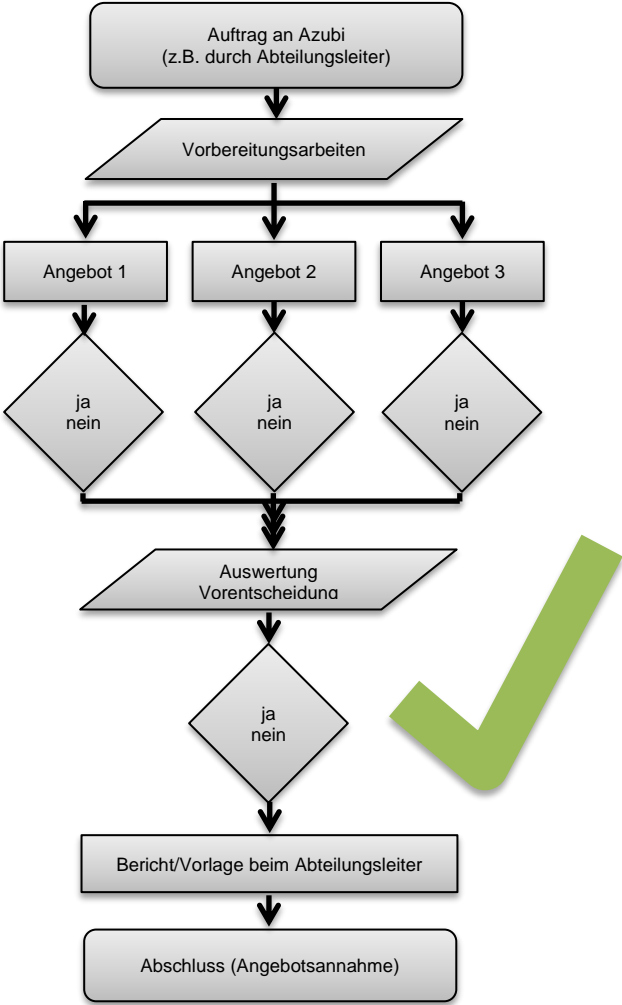 Auftrag an Azubi
(z.B. durch Abteilungsleiter)
Vorbereitungsarbeiten
Angebot 1
Angebot 2
Angebot 3
ja
nein
ja
nein
ja
nein
Auswertung
Vorentscheidung
ja
nein
Bericht/Vorlage beim Abteilungsleiter
Abschluss (Angebotsannahme)